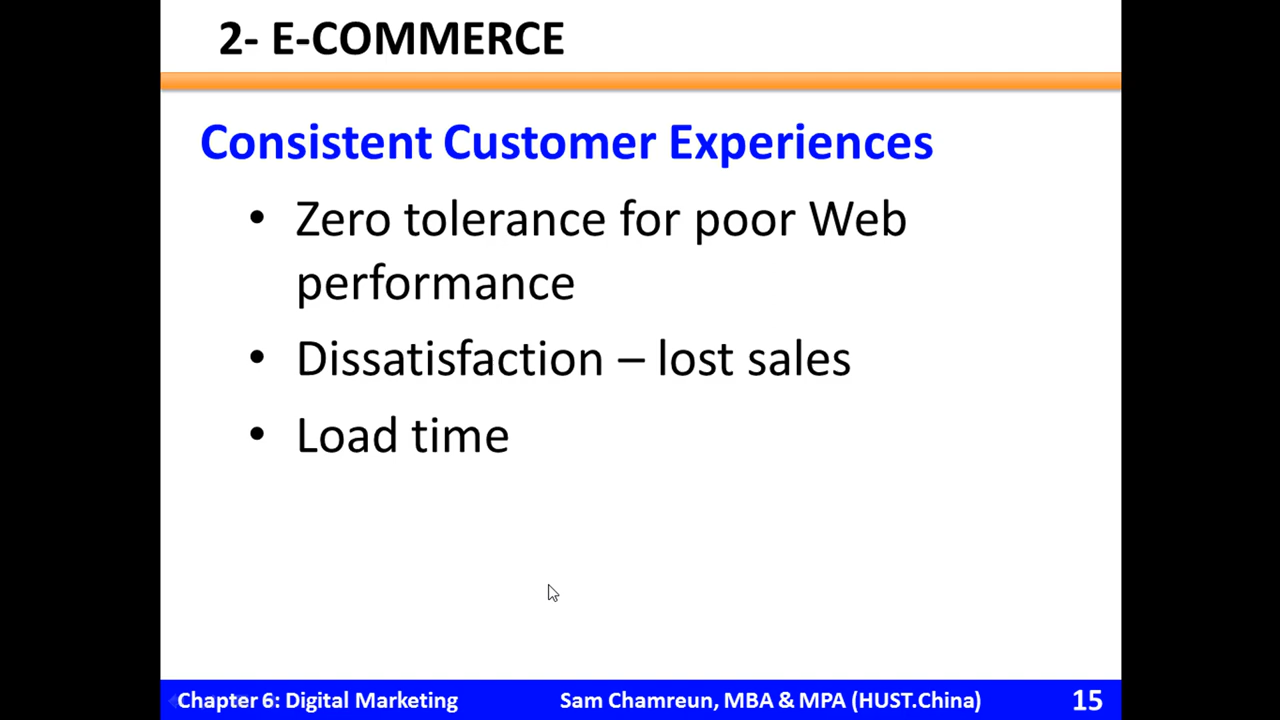 2- E-COMMERCE
Consistent Customer Experiences
• Zero tolerance for poor Web
performance
• Dissatisfaction – lost sales
• Load time
Chapter 6: Digital Marketing Sam Chamreun, MBA & MPA (HUST.China) 15